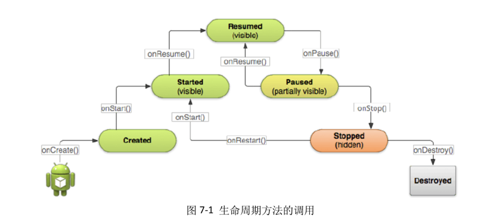 Resumed
(visible)
onResume()
onResume()
onPause()
Started
(visible)
Paused
(partially visible)
onStart()
onStart()
onStop()
onCreate()
Created
onRestart()
Stopped
(hidden)
onDestroy()
Destroyed
图 7-1 生命周期方法的调用